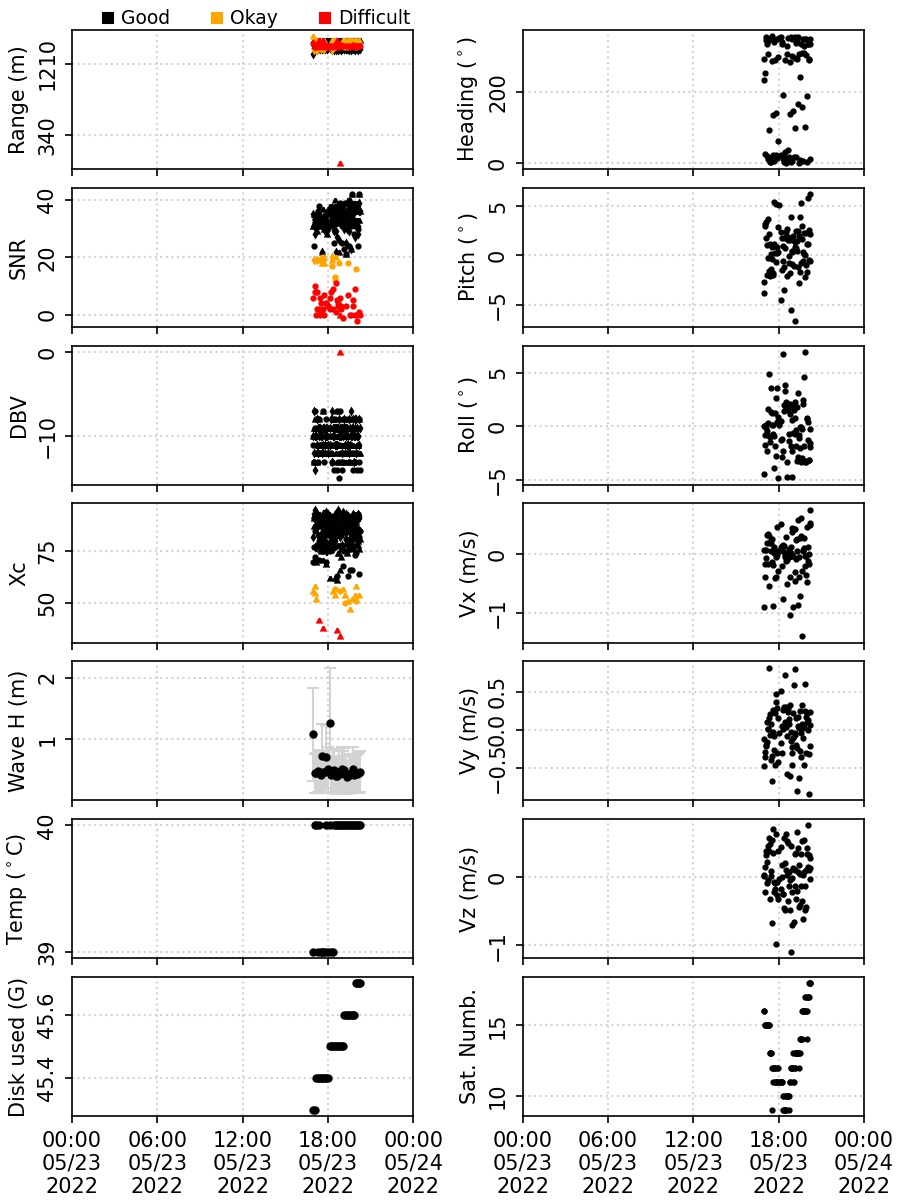 Good Okay Difficult
Range (m)
1210
340
Heading (°)
200
0
SNR
40
20
0
Pitch (°)
5
0
−5
DBV
0
−10
Roll (°)
5
0
−5
Xc
75
50
Vx (m/s)
0
−1
Wave H (m)
2
1
Vy (m/s)
0.5
0.0
−0.5
Temp (°C)
40
39
Vz (m/s)
0
−1
Disk used (G)
45.6
45.4
Sat. Numb.
15
10
00:00 06:00 12:00 18:00 00:00
05/23 05/23 05/23 05/23 05/24
2022 2022 2022 2022 2022
00:00 06:00 12:00 18:00 00:00
05/23 05/23 05/23 05/23 05/24
2022 2022 2022 2022 2022